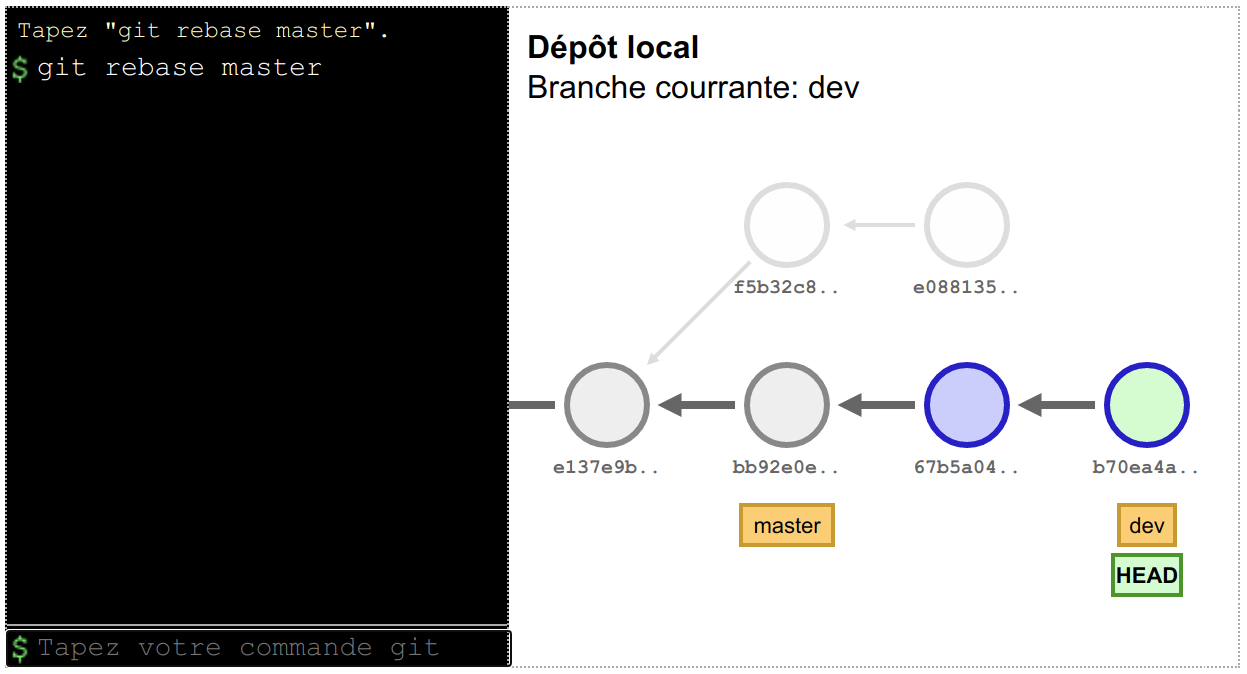 Tapez "git rebase master".
$ git rebase master
Dépôt local
Branche courrante: dev
f5b32c8..
e088135..
e137e9b..
bb92e0e..
67b5a04..
b70ea4a..
master
dev
HEAD
$ Tapez votre commande git